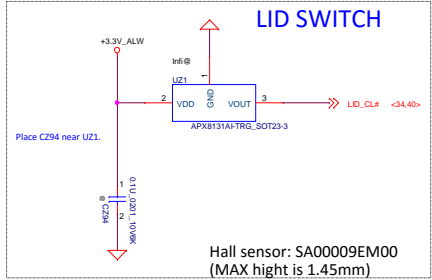 LID SWITCH
+3.3V_ALW
Infi@
UZ1
1
2
VDD
GND
VOUT
3
LID_CL# <34,40>
APX8131AI-TRG_SOT23-3
Place CZ94 near UZ1.
1
@
CZ94
0.1U_0201_10V6K
2
Hall sensor: SA00009EM00
(MAX hight is 1.45mm)